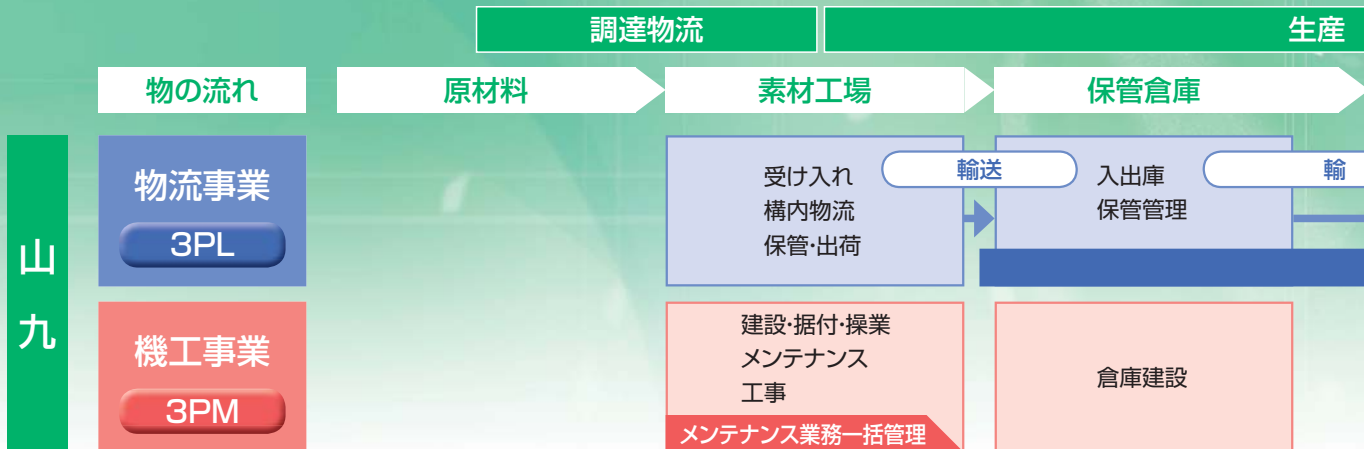 調達物流
生産
物の流れ
原材料
素材工場
保管倉庫
山九
物流事業
3PL
受け入れ
構内物流
保管・出荷
輸送
入出庫
保管管理
輸
機工事業
3PM
建設・据付・操業
メンテナンス
工事
メンテナンス業務一括管理
倉庫建設